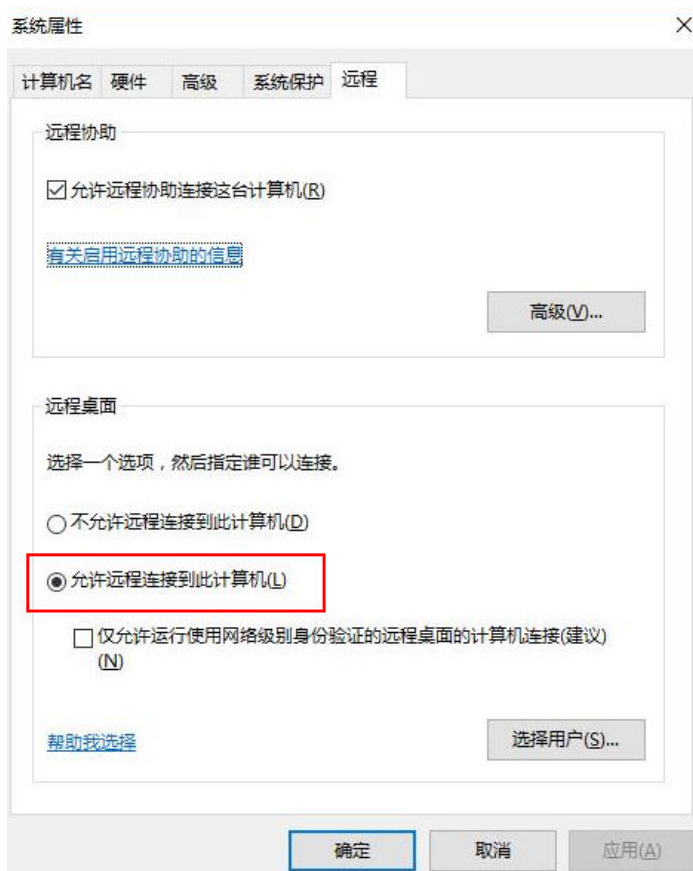 系统属性
计算机名 硬件 高级 系统保护 远程
远程协助
允许远程协助连接这台计算机(R)
有关启用远程协助的信息
高级(V)...
远程桌面
选择一个选项，然后指定谁可以连接。
不允许远程连接到此计算机(D)
允许远程连接到此计算机(L)
仅允许运行使用网络级别身份验证的远程桌面的计算机连接(建议)
(N)
帮助我选择 选择用户(S)...
确定 取消 应用(A)